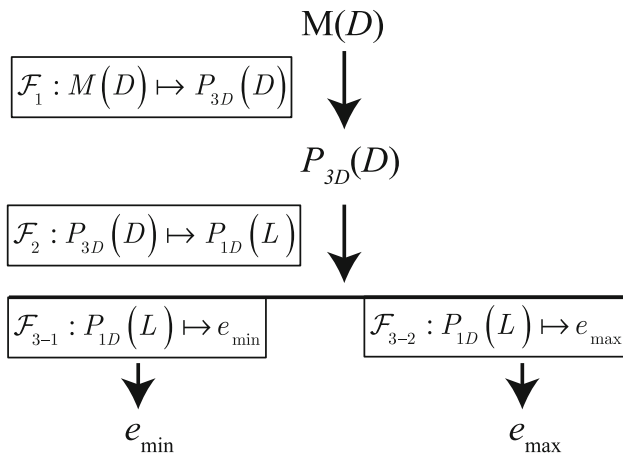 M(D)
ℱ₁ : M(D) ↦ P₃D(D)
P₃D(D)
ℱ₂ : P₃D(D) ↦ P₁D(L)
ℱ₃₋₁ : P₁D(L) ↦ e_min
ℱ₃₋₂ : P₁D(L) ↦ e_max
e_min
e_max